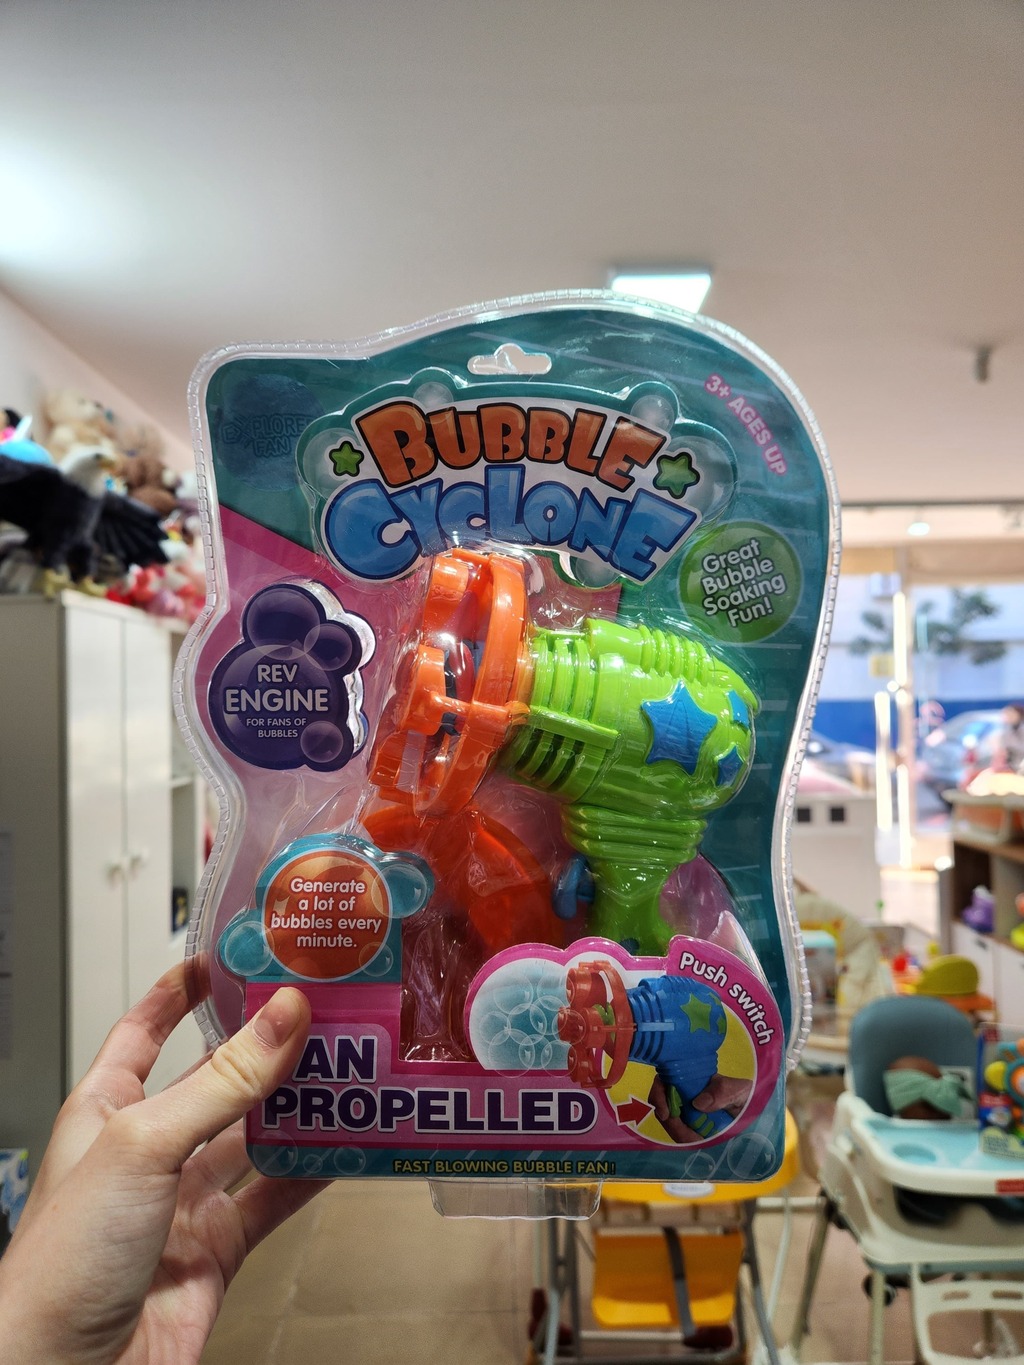 3+ AGES UP
BUBBLE
CYCLONE
Great
Bubble
Soaking
Fun!
REV
ENGINE
FOR FANS OF
BUBBLES
Generate
a lot of
bubbles every
minute.
Push switch
AN
PROPELLED
FAST BLOWING BUBBLE FAN!